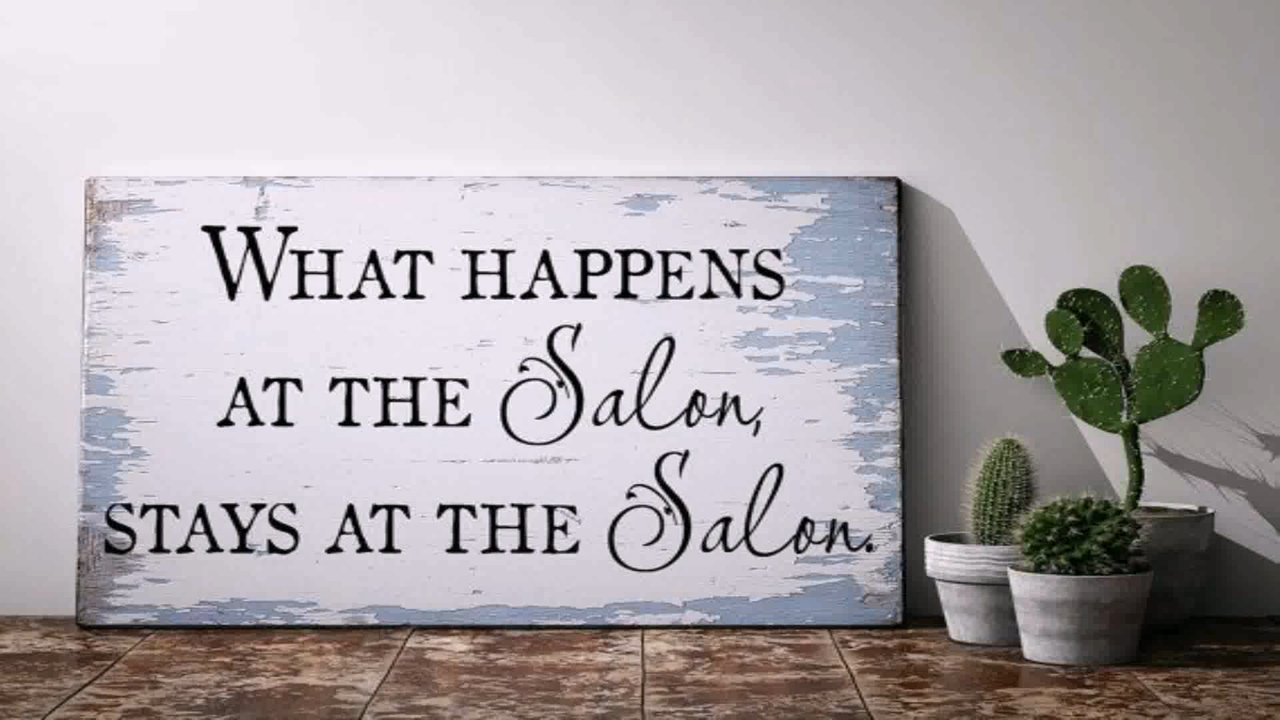 What happens
at the Salon,
stays at the Salon.